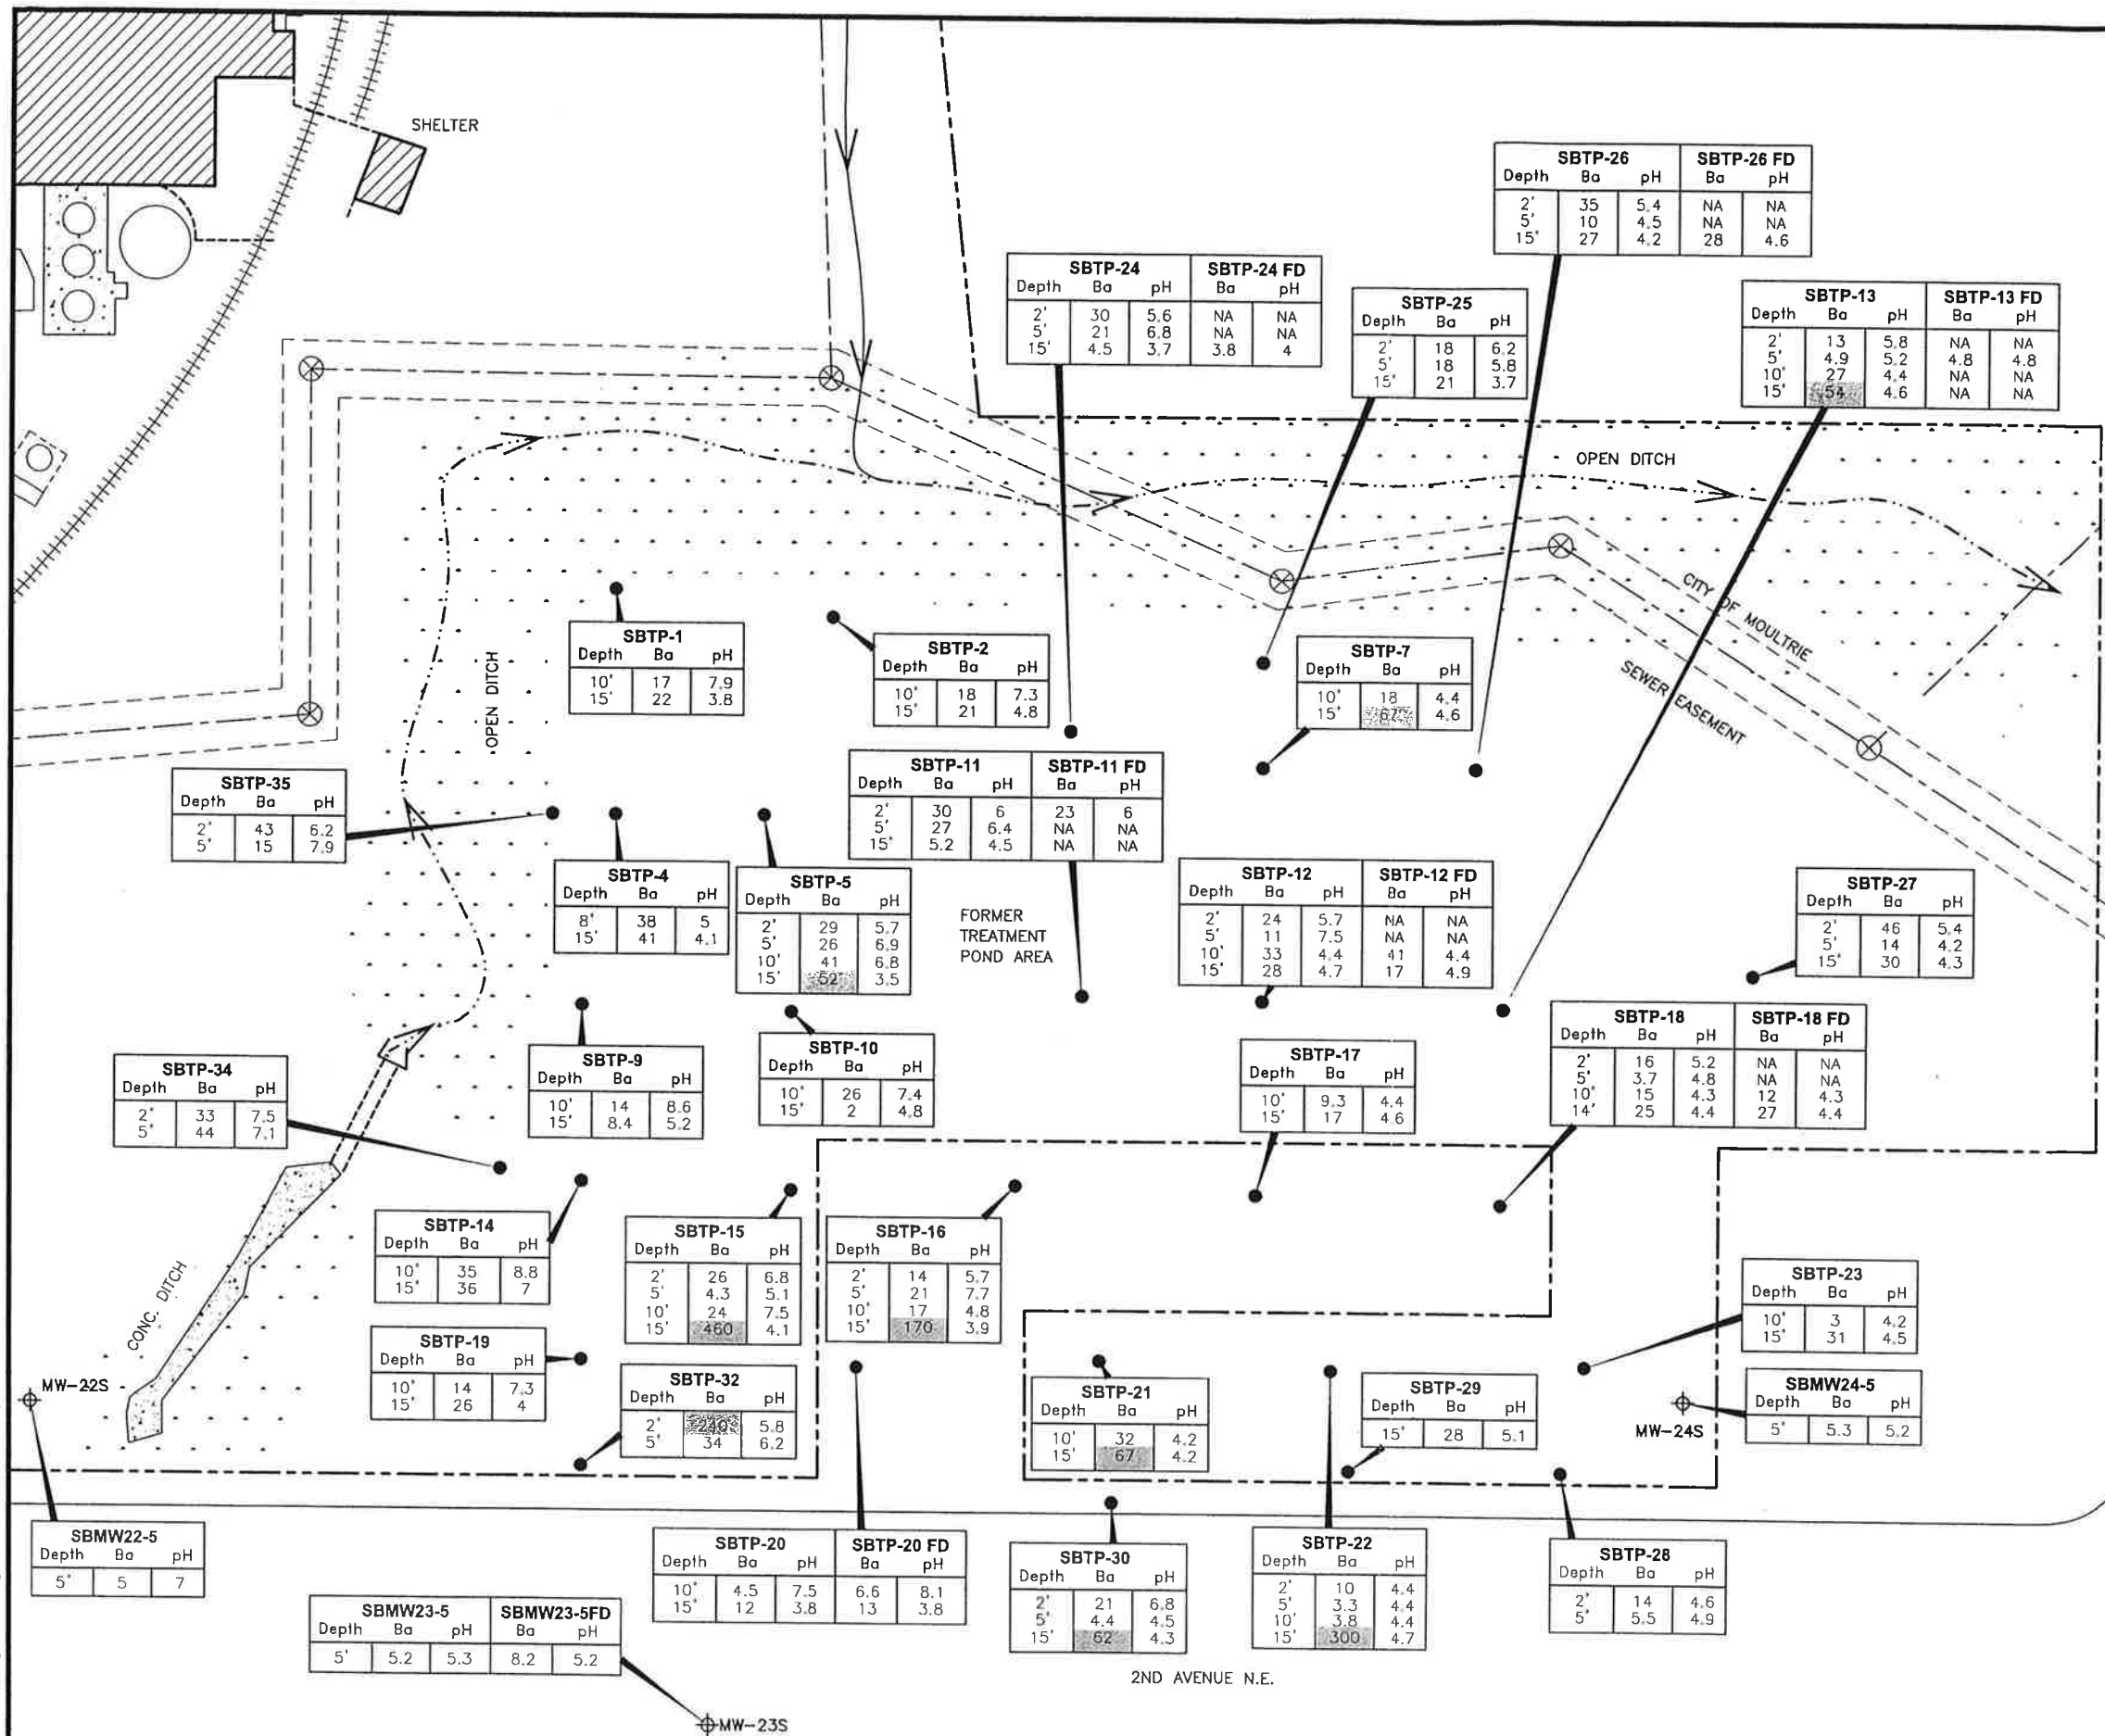 SHELTER
SBTP-26 SBTP-26 FD
Depth Ba pH Ba pH
2' 35 5.4 NA NA
5' 10 4.5 NA NA
15' 27 4.2 28 4.6
SBTP-24 SBTP-24 FD
Depth Ba pH Ba pH
2' 30 5.6 NA NA
5' 21 6.8 NA NA
15' 4.5 3.7 3.8 4
SBTP-25
Depth Ba pH
2' 18 6.2
5' 18 5.8
15' 21 3.7
SBTP-13 SBTP-13 FD
Depth Ba pH Ba pH
2' 13 5.8 NA NA
5' 4.9 5.2 4.8 4.8
10' 27 4.4 NA NA
15' 54 4.6 NA NA
OPEN DITCH
CITY OF MOULTRIE
SEWER EASEMENT
OPEN DITCH
SBTP-1
Depth Ba pH
10' 17 7.9
15' 22 3.8
SBTP-2
Depth Ba pH
10' 18 7.3
15' 21 4.8
SBTP-7
Depth Ba pH
10' 18 4.4
15' 67 4.6
SBTP-35
Depth Ba pH
2' 43 6.2
5' 15 7.9
SBTP-11 SBTP-11 FD
Depth Ba pH Ba pH
2' 30 6 23 6
5' 27 6.4 NA NA
15' 5.2 4.5 NA NA
SBTP-4
Depth Ba pH
8' 38 5
15' 41 4.1
SBTP-5
Depth Ba pH
2' 29 5.7
5' 26 6.9
10' 41 6.8
15' 52 3.5
FORMER
TREATMENT
POND AREA
SBTP-12 SBTP-12 FD
Depth Ba pH Ba pH
2' 24 5.7 NA NA
5' 11 7.5 NA NA
10' 33 4.4 41 4.4
15' 28 4.7 17 4.9
SBTP-27
Depth Ba pH
2' 46 5.4
5' 14 4.2
15' 30 4.3
SBTP-34
Depth Ba pH
2' 33 7.5
5' 44 7.1
SBTP-9
Depth Ba pH
10' 14 8.6
15' 8.4 5.2
SBTP-10
Depth Ba pH
10' 26 7.4
15' 2 4.8
SBTP-17
Depth Ba pH
10' 9.3 4.4
15' 17 4.6
SBTP-18 SBTP-18 FD
Depth Ba pH Ba pH
2' 16 5.2 NA NA
5' 3.7 4.8 NA NA
10' 15 4.3 12 4.3
14' 25 4.4 27 4.4
CONC. DITCH
SBTP-14
Depth Ba pH
10' 35 8.8
15' 36 7
SBTP-15
Depth Ba pH
2' 26 6.8
5' 4.3 5.1
10' 24 7.5
15' 460 4.1
SBTP-16
Depth Ba pH
2' 14 5.7
5' 21 7.7
10' 17 4.8
15' 170 3.9
SBTP-23
Depth Ba pH
10' 3 4.2
15' 31 4.5
SBTP-19
Depth Ba pH
10' 14 7.3
15' 26 4
SBTP-32
Depth Ba pH
2' 240 5.8
5' 34 6.2
SBTP-21
Depth Ba pH
10' 32 4.2
15' 67 4.2
SBTP-29
Depth Ba pH
15' 28 5.1
SBMW24-5
Depth Ba pH
5' 5.3 5.2
MW-22S
MW-24S
SBMW22-5
Depth Ba pH
5' 5 7
SBTP-20 SBTP-20 FD
Depth Ba pH Ba pH
10' 4.5 7.5 6.6 8.1
15' 12 3.8 13 3.8
SBTP-30
Depth Ba pH
2' 21 6.8
5' 4.4 4.5
15' 62 4.3
SBTP-22
Depth Ba pH
2' 10 4.4
5' 3.3 4.4
10' 3.8 4.4
15' 300 4.7
SBTP-28
Depth Ba pH
2' 14 4.6
5' 5.5 4.9
SBMW23-5 SBMW23-5FD
Depth Ba pH Ba pH
5' 5.2 5.3 8.2 5.2
2ND AVENUE N.E.
MW-23S